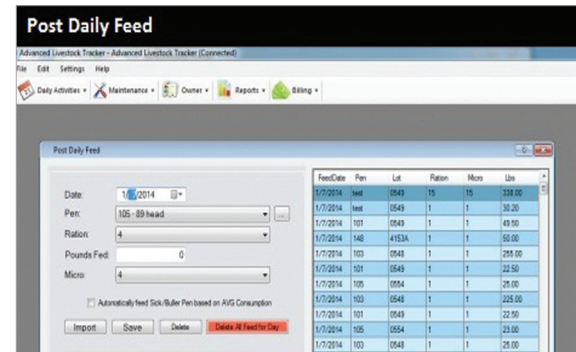 Post Daily Feed
Advanced Livestock Tracker - Advanced Livestock Tracker (Connected)
File Edit Settings Help
Daily Activities Maintenance Owner Reports Billing
Post Daily Feed
Date: 1/7/2014
Pen: 105 - 89 head ...
Ration: 4
Pounds Fed: 0
Micro: 4
Automatically feed Sick/Buller Pen based on AVG Consumption
Import Save Delete Delete All Feed for Day
FeedDate Pen Lot Ration Micro Lbs
1/7/2014 test 0549 15 15 338.00
1/7/2014 test 0549 1 1 30.20
1/7/2014 101 0549 1 1 49.50
1/7/2014 148 4153A 1 1 50.00
1/7/2014 103 0548 1 1 255.00
1/7/2014 101 0549 1 1 22.50
1/7/2014 105 0554 1 1 25.00
1/7/2014 103 0548 1 1 225.00
1/7/2014 101 0549 1 1 22.50
1/7/2014 105 0554 1 1 23.00
1/7/2014 103 0548 1 1 25.00